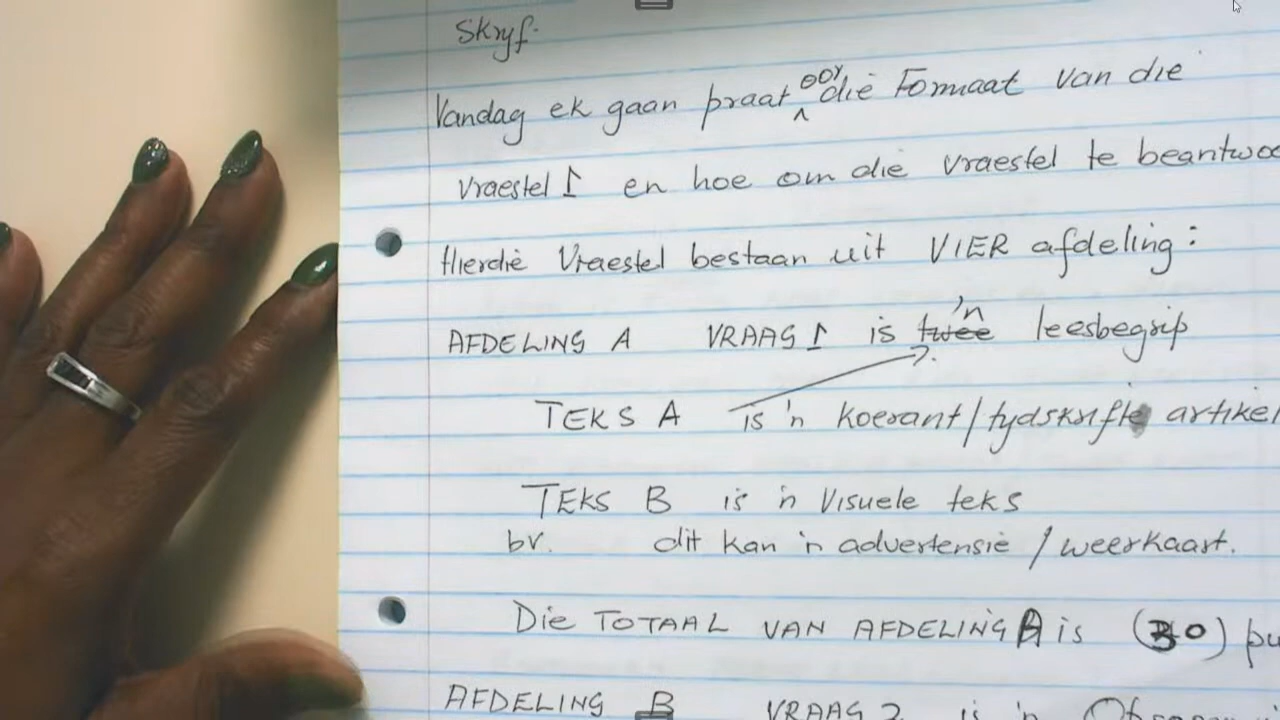 Skryf.
Vandag ek gaan praat oor die Formaat van die
Vraestel 1 en hoe om die vraestel te beantwoo
Hierdie Vraestel bestaan uit VIER afdeling:
AFDELING A VRAAG 1 is twee 'n leesbegrip
TEKS A is 'n koerant/tydskrifte artikel
TEKS B is 'n Visuele teks
bv. dit kan 'n advertensie / weerkaart.
Die TOTAAL VAN AFDELING A is (30) pu
AFDELING B VRAAG 2 is 'n